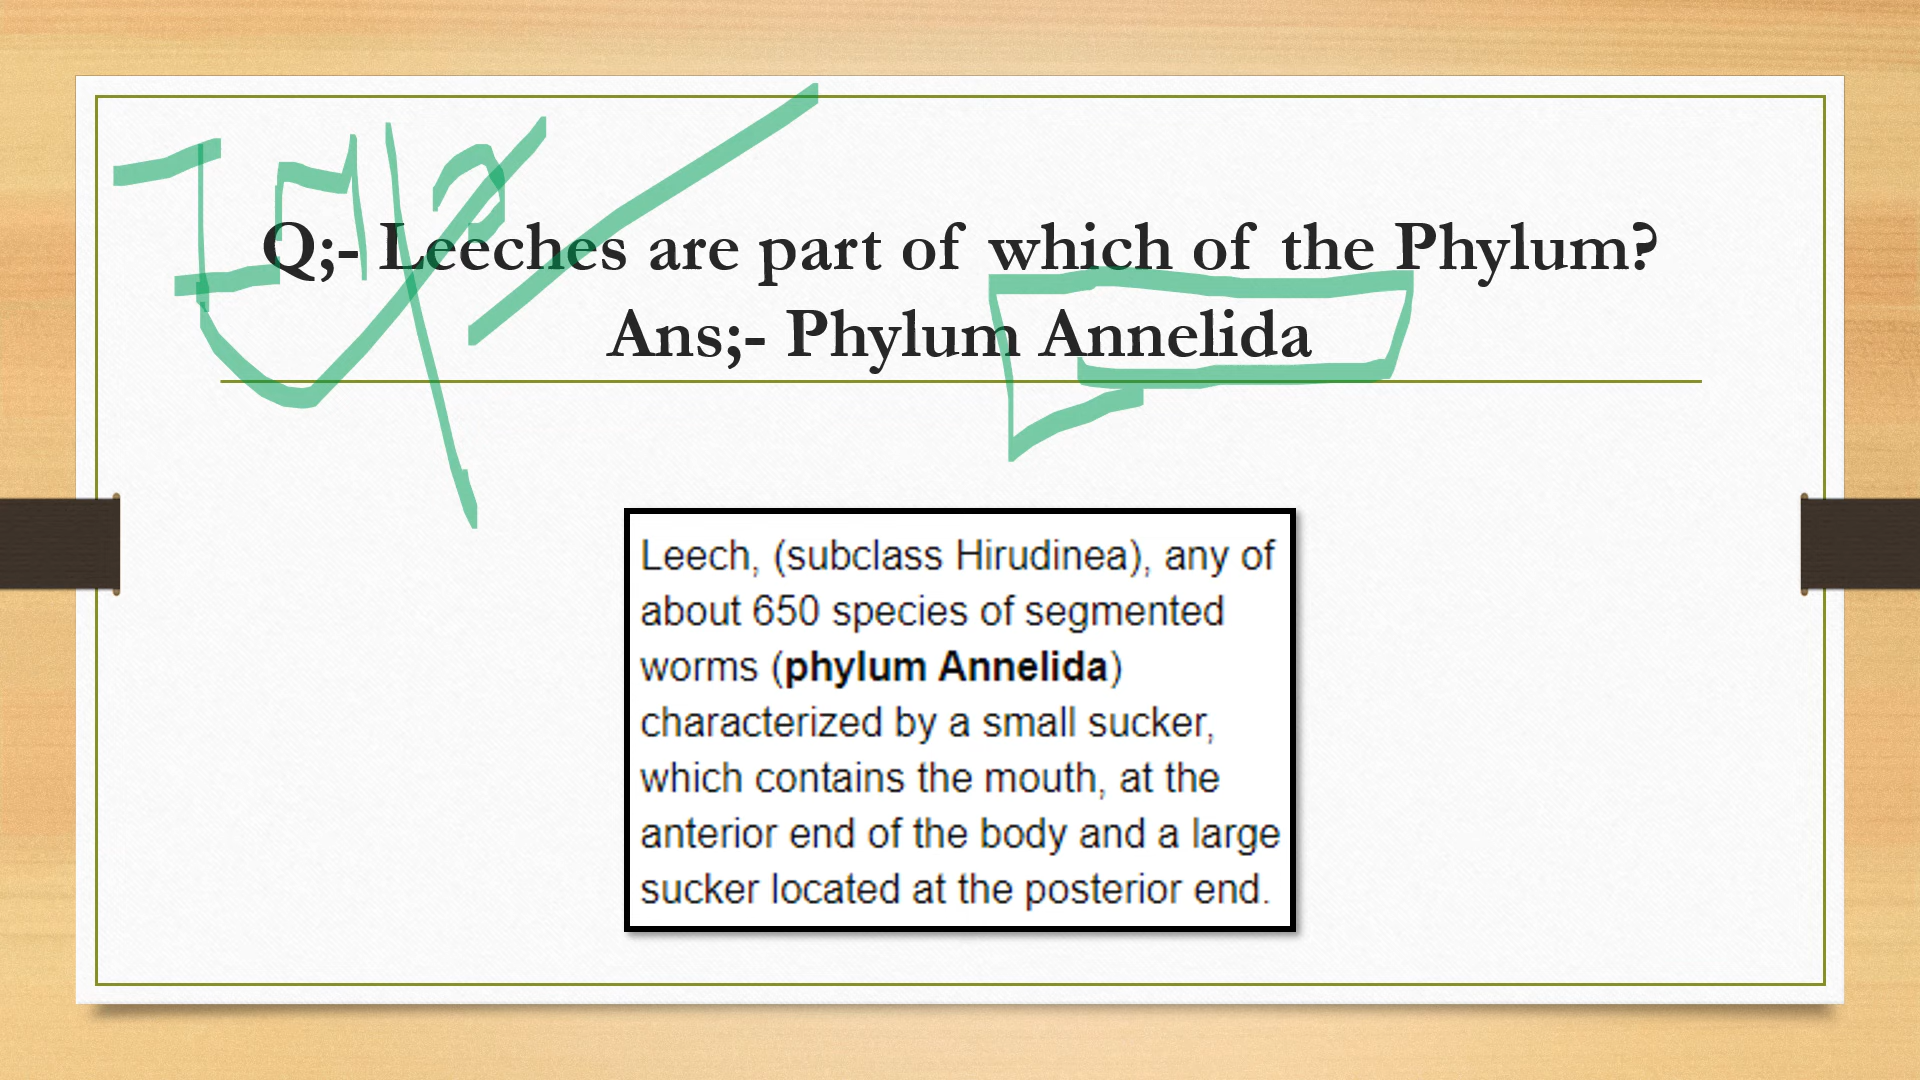 Q;- Leeches are part of which of the Phylum?
Ans;- Phylum Annelida
Leech, (subclass Hirudinea), any of
about 650 species of segmented
worms (phylum Annelida)
characterized by a small sucker,
which contains the mouth, at the
anterior end of the body and a large
sucker located at the posterior end.